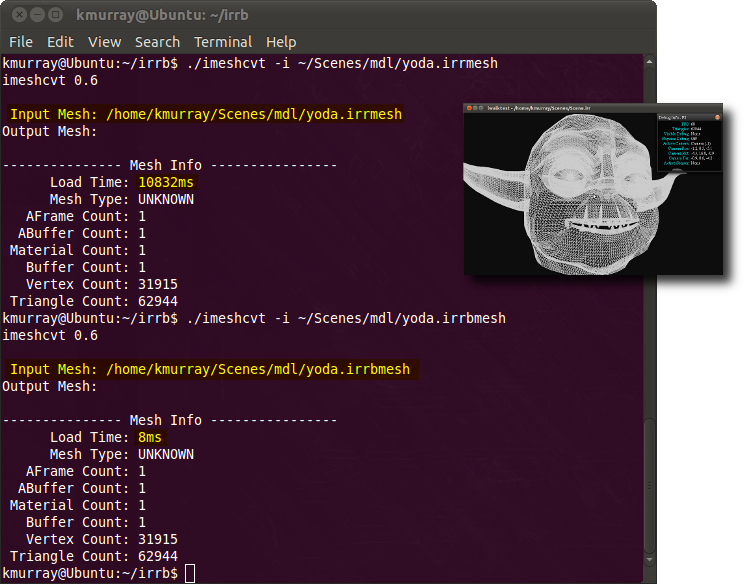 kmurray@Ubuntu: ~/irrb
File Edit View Search Terminal Help
kmurray@Ubuntu:~/irrb$ ./imeshcvt -i ~/Scenes/mdl/yoda.irrmesh
imeshcvt 0.6
Input Mesh: /home/kmurray/Scenes/mdl/yoda.irrmesh
Output Mesh:
--------------- Mesh Info ----------------
Load Time: 10832ms
Mesh Type: UNKNOWN
AFrame Count: 1
ABuffer Count: 1
Material Count: 1
Buffer Count: 1
Vertex Count: 31915
Triangle Count: 62944
kmurray@Ubuntu:~/irrb$ ./imeshcvt -i ~/Scenes/mdl/yoda.irrbmesh
imeshcvt 0.6
Input Mesh: /home/kmurray/Scenes/mdl/yoda.irrbmesh
Output Mesh:
--------------- Mesh Info ----------------
Load Time: 8ms
Mesh Type: UNKNOWN
AFrame Count: 1
ABuffer Count: 1
Material Count: 1
Buffer Count: 1
Vertex Count: 31915
Triangle Count: 62944
kmurray@Ubuntu:~/irrb$